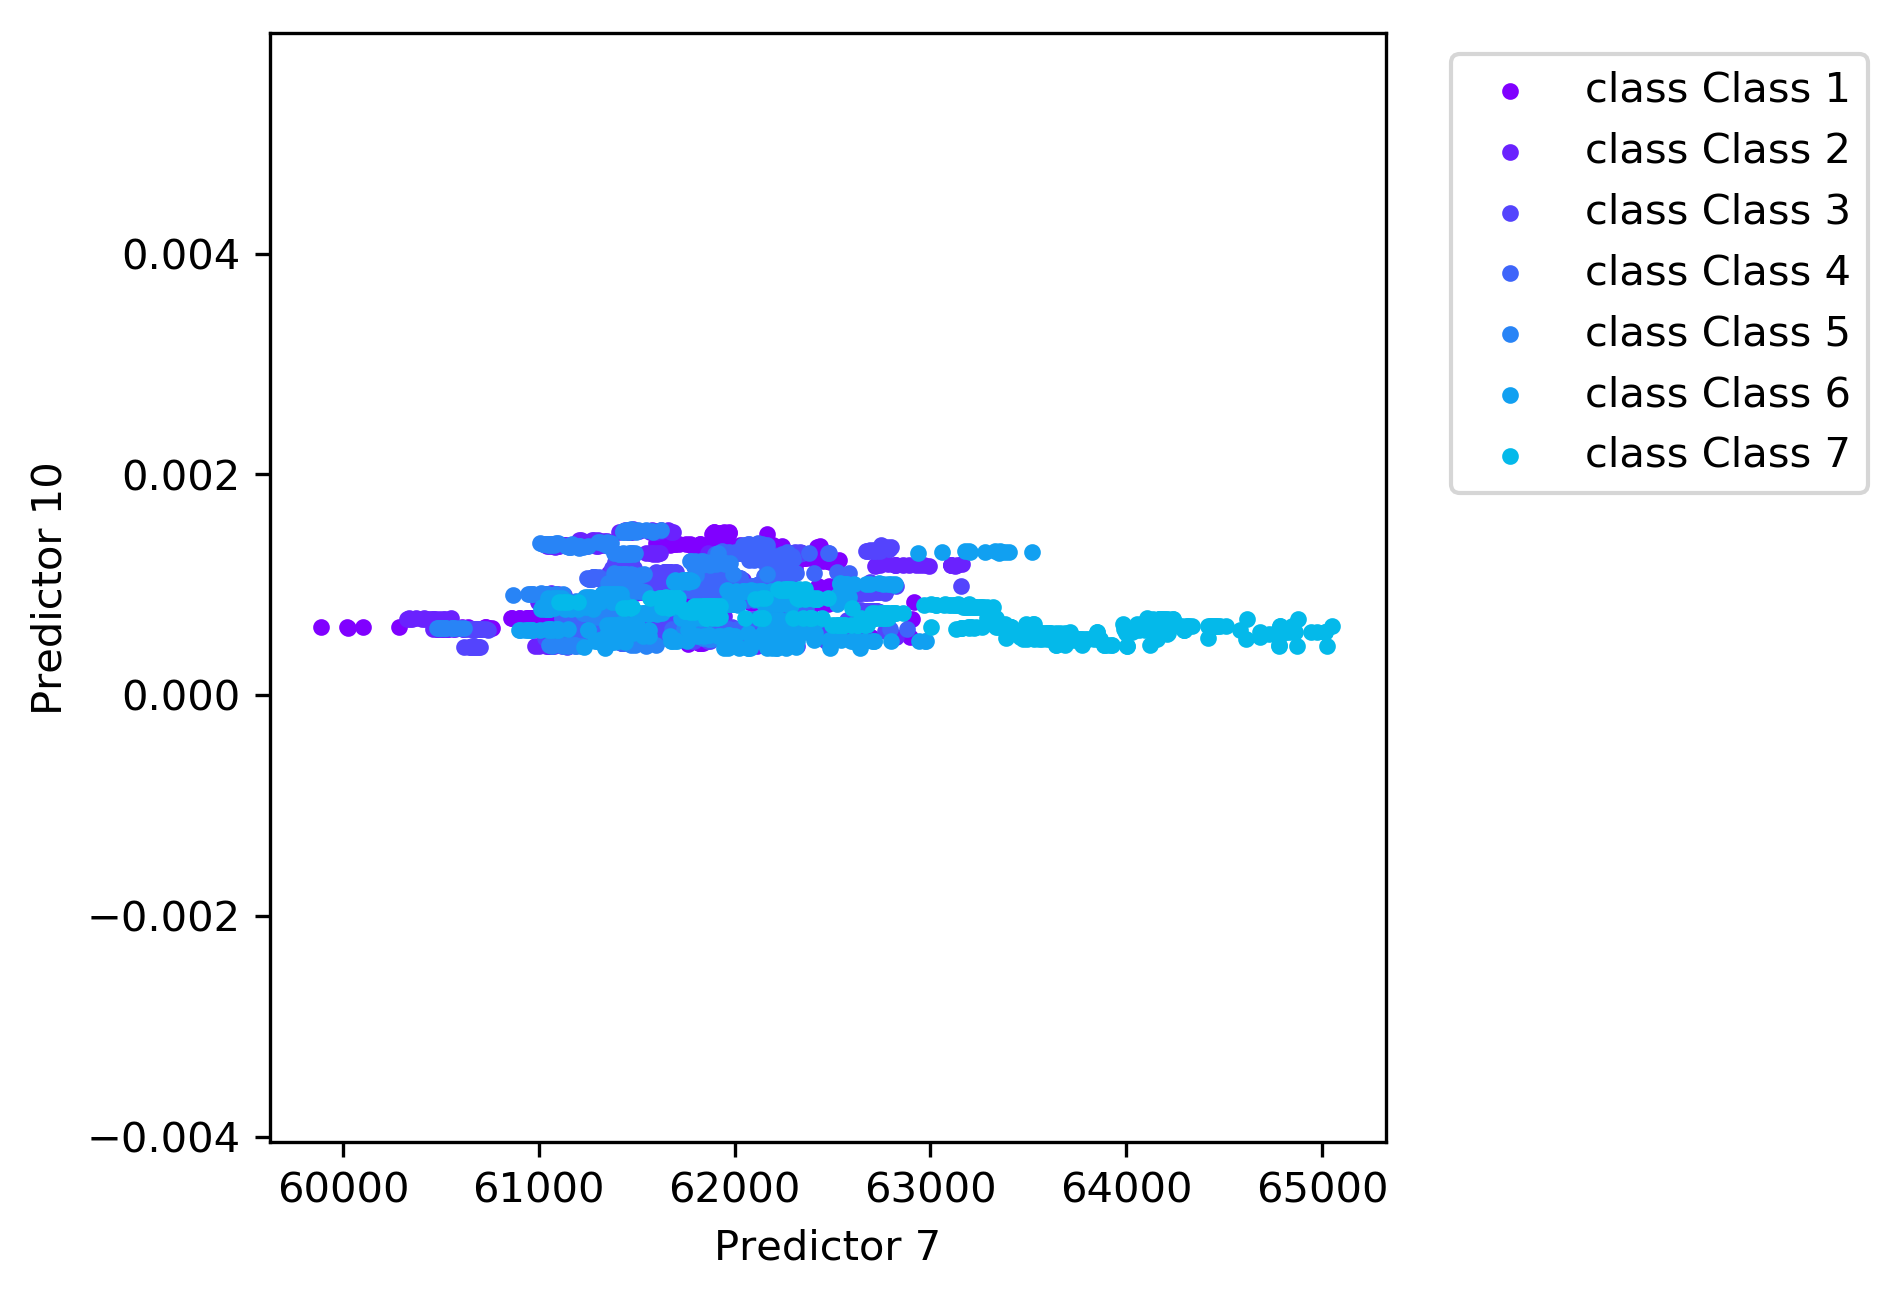 class Class 1
class Class 2
class Class 3
class Class 4
class Class 5
class Class 6
class Class 7
Predictor 10
0.004
0.002
0.000
−0.002
−0.004
60000 61000 62000 63000 64000 65000
Predictor 7